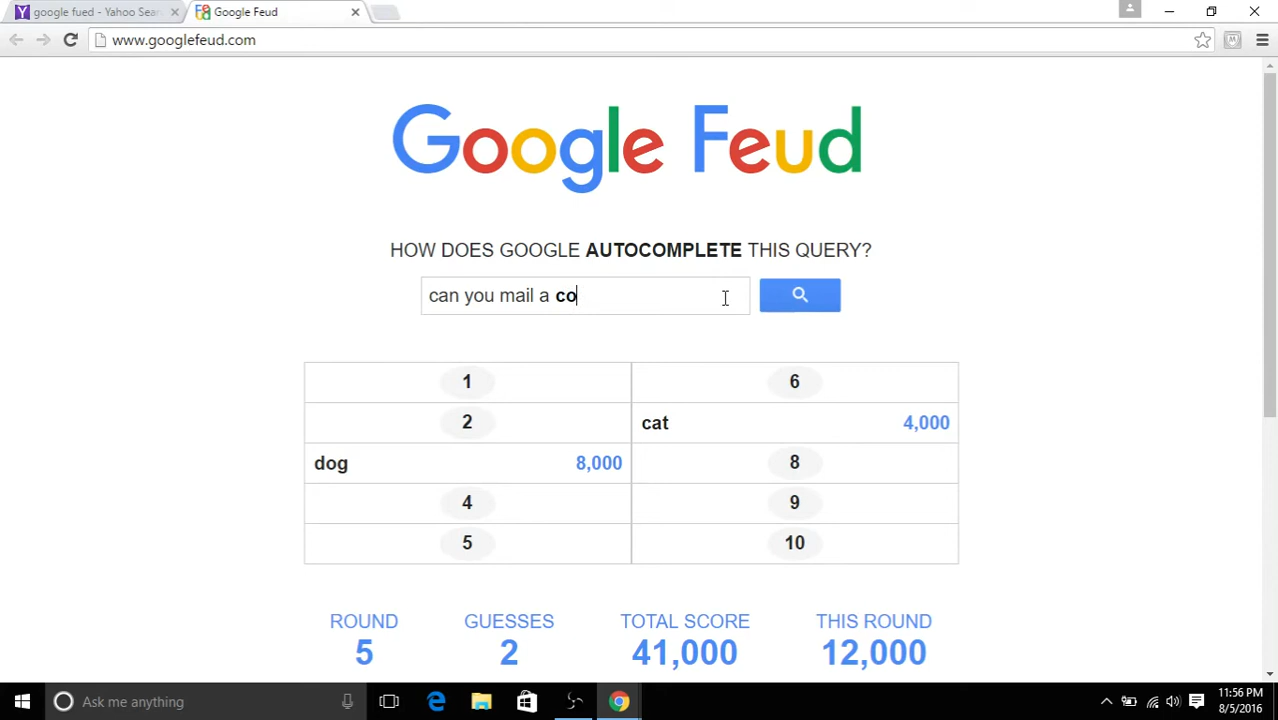 google fued - Yahoo Sear
Google Feud
www.googlefeud.com
Google Feud
HOW DOES GOOGLE AUTOCOMPLETE THIS QUERY?
can you mail a co
1
6
2
cat 4,000
dog 8,000
8
4
9
5
10
ROUND GUESSES TOTAL SCORE THIS ROUND
5 2 41,000 12,000
Ask me anything
11:56 PM
8/5/2016